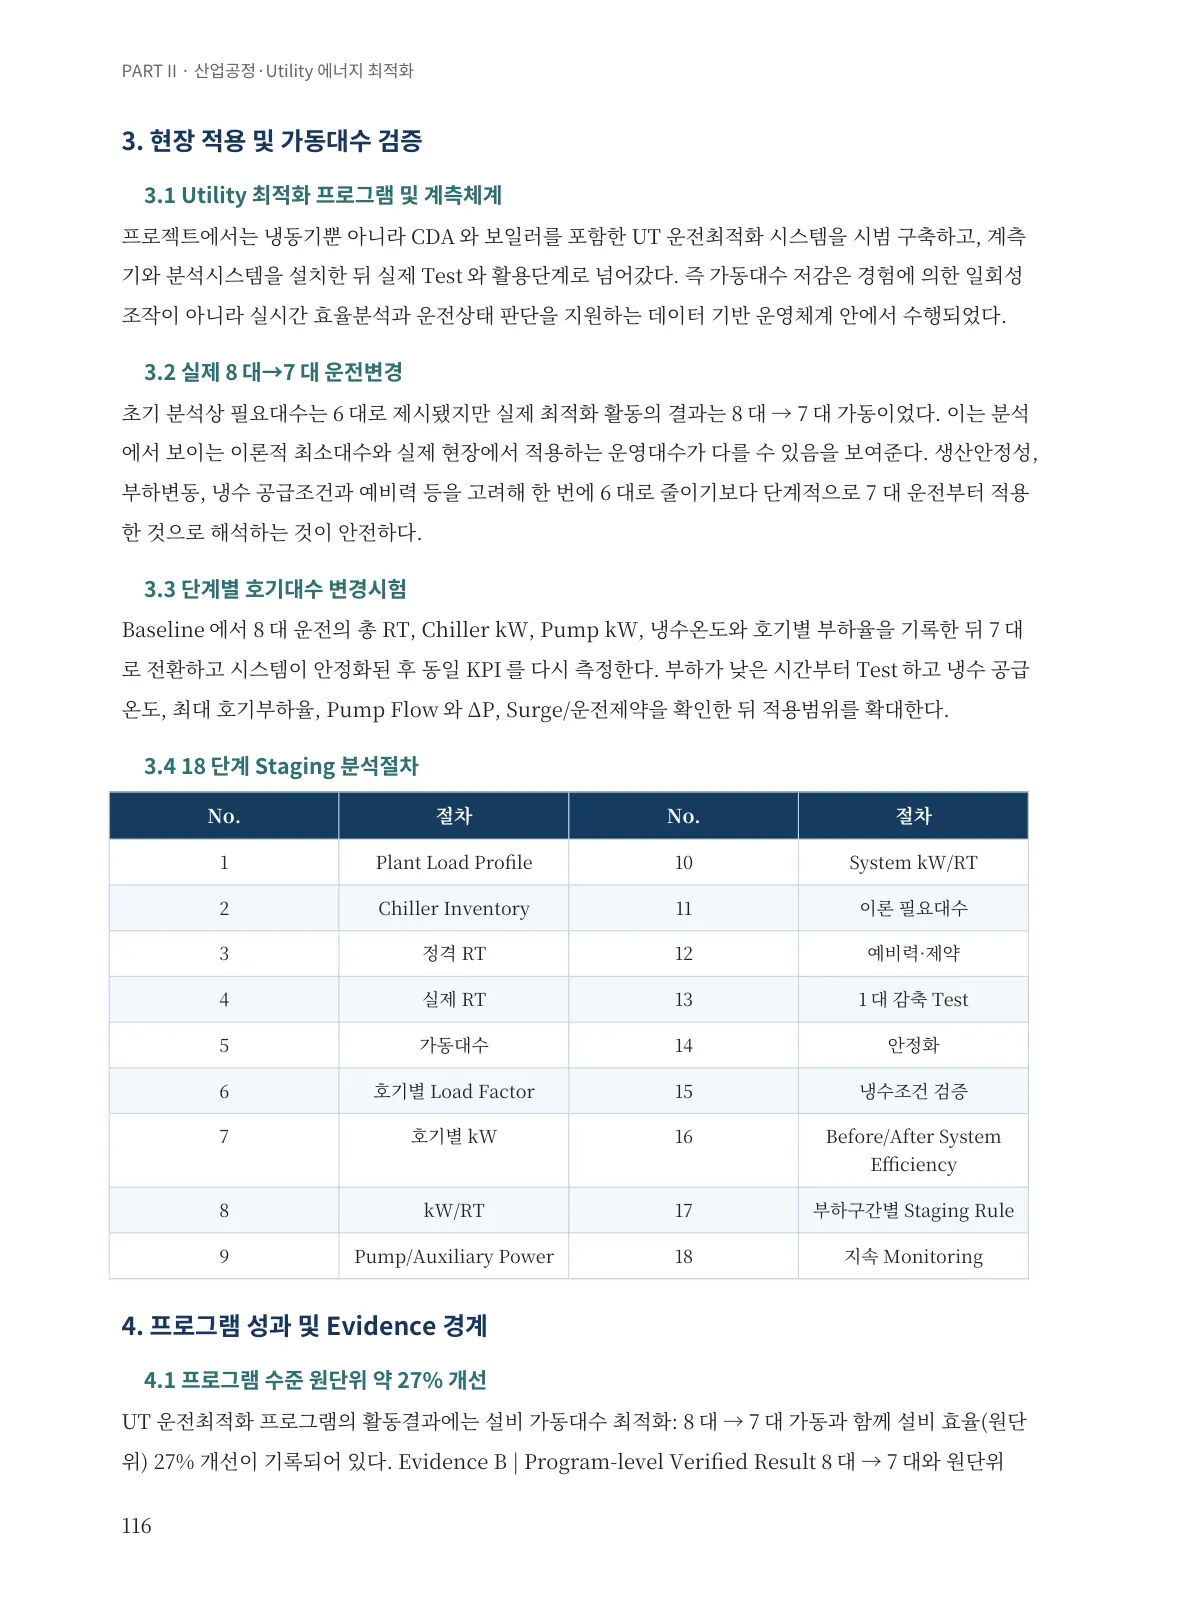 PART II · 산업공정·Utility 에너지 최적화
3. 현장 적용 및 가동대수 검증
3.1 Utility 최적화 프로그램 및 계측체계
프로젝트에서는 냉동기뿐 아니라 CDA 와 보일러를 포함한 UT 운전최적화 시스템을 시범 구축하고, 계측
기와 분석시스템을 설치한 뒤 실제 Test 와 활용단계로 넘어갔다. 즉 가동대수 저감은 경험에 의한 일회성
조작이 아니라 실시간 효율분석과 운전상태 판단을 지원하는 데이터 기반 운영체계 안에서 수행되었다.
3.2 실제 8 대→7 대 운전변경
초기 분석상 필요대수는 6 대로 제시됐지만 실제 최적화 활동의 결과는 8 대 → 7 대 가동이었다. 이는 분석
에서 보이는 이론적 최소대수와 실제 현장에서 적용하는 운영대수가 다를 수 있음을 보여준다. 생산안정성,
부하변동, 냉수 공급조건과 예비력 등을 고려해 한 번에 6 대로 줄이기보다 단계적으로 7 대 운전부터 적용
한 것으로 해석하는 것이 안전하다.
3.3 단계별 호기대수 변경시험
Baseline 에서 8 대 운전의 총 RT, Chiller kW, Pump kW, 냉수온도와 호기별 부하율을 기록한 뒤 7 대
로 전환하고 시스템이 안정화된 후 동일 KPI 를 다시 측정한다. 부하가 낮은 시간부터 Test 하고 냉수 공급
온도, 최대 호기부하율, Pump Flow 와 ΔP, Surge/운전제약을 확인한 뒤 적용범위를 확대한다.
3.4 18 단계 Staging 분석절차
No. 절차 No. 절차
1 Plant Load Profile 10 System kW/RT
2 Chiller Inventory 11 이론 필요대수
3 정격 RT 12 예비력·제약
4 실제 RT 13 1 대 감축 Test
5 가동대수 14 안정화
6 호기별 Load Factor 15 냉수조건 검증
7 호기별 kW 16 Before/After System
Efficiency
8 kW/RT 17 부하구간별 Staging Rule
9 Pump/Auxiliary Power 18 지속 Monitoring
4. 프로그램 성과 및 Evidence 경계
4.1 프로그램 수준 원단위 약 27% 개선
UT 운전최적화 프로그램의 활동결과에는 설비 가동대수 최적화: 8 대 → 7 대 가동과 함께 설비 효율(원단
위) 27% 개선이 기록되어 있다. Evidence B | Program-level Verified Result 8 대 → 7 대와 원단위
116